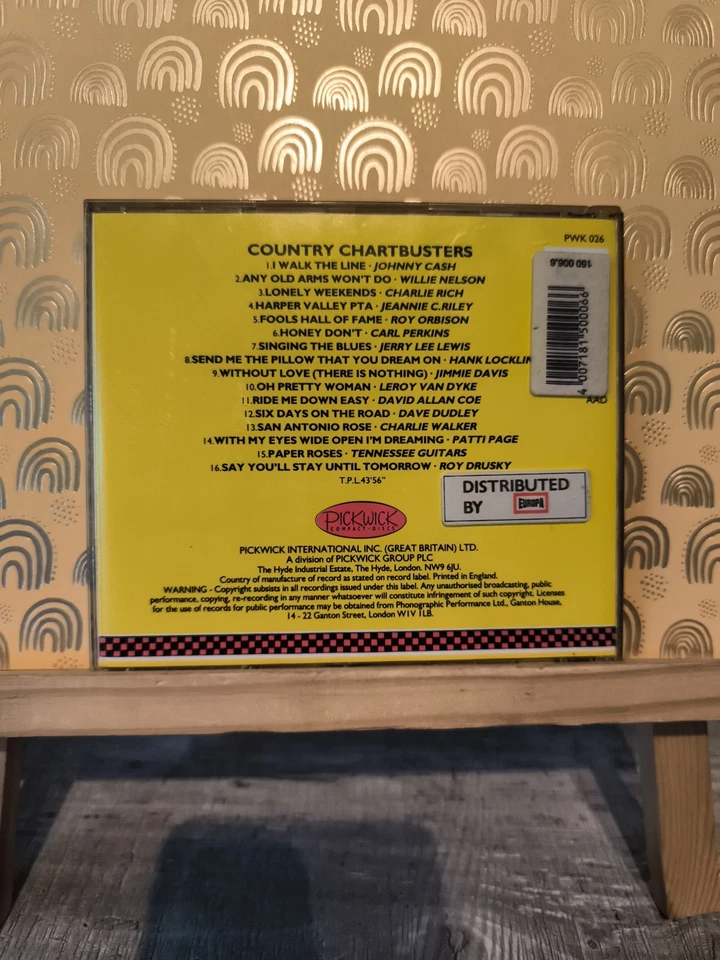 PWK 026
COUNTRY CHARTBUSTERS
1.I WALK THE LINE · JOHNNY CASH
2.ANY OLD ARMS WON'T DO · WILLIE NELSON
3.LONELY WEEKENDS · CHARLIE RICH
4.HARPER VALLEY PTA · JEANNIE C.RILEY
5.FOOLS HALL OF FAME · ROY ORBISON
6.HONEY DON'T · CARL PERKINS
7.SINGING THE BLUES · JERRY LEE LEWIS
8.SEND ME THE PILLOW THAT YOU DREAM ON · HANK LOCKLIN
9.WITHOUT LOVE (THERE IS NOTHING) · JIMMIE DAVIS
10.OH PRETTY WOMAN · LEROY VAN DYKE
11.RIDE ME DOWN EASY · DAVID ALLAN COE
12.SIX DAYS ON THE ROAD · DAVE DUDLEY
13.SAN ANTONIO ROSE · CHARLIE WALKER
14.WITH MY EYES WIDE OPEN I'M DREAMING · PATTI PAGE
15.PAPER ROSES · TENNESSEE GUITARS
16.SAY YOU'LL STAY UNTIL TOMORROW · ROY DRUSKY
T.P.L.43'56"
150 006.6
4 007181 500066
AAD
DISTRIBUTED
BY EUROPA
PICKWICK
COMPACT·DISCS
PICKWICK INTERNATIONAL INC. (GREAT BRITAIN) LTD.
A division of PICKWICK GROUP PLC
The Hyde Industrial Estate, The Hyde, London. NW9 6JU.
Country of manufacture of record as stated on record label. Printed in England.
WARNING - Copyright subsists in all recordings issued under this label. Any unauthorised broadcasting, public
performance, copying, re-recording in any manner whatsoever will constitute infringement of such copyright. Licenses
for the use of records for public performance may be obtained from Phonographic Performance Ltd., Ganton House,
14 - 22 Ganton Street, London W1V 1LB.